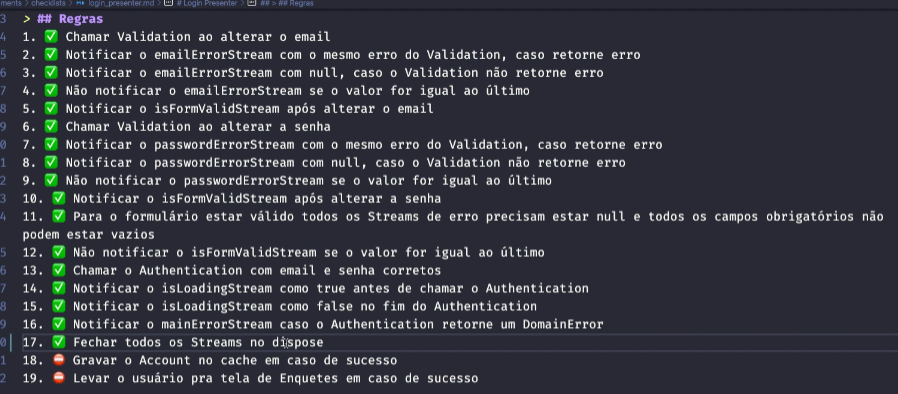 ments > checklists > login_presenter.md > # Login Presenter > ## > ## Regras
3 > ## Regras
4 1. ✅ Chamar Validation ao alterar o email
5 2. ✅ Notificar o emailErrorStream com o mesmo erro do Validation, caso retorne erro
6 3. ✅ Notificar o emailErrorStream com null, caso o Validation não retorne erro
7 4. ✅ Não notificar o emailErrorStream se o valor for igual ao último
8 5. ✅ Notificar o isFormValidStream após alterar o email
9 6. ✅ Chamar Validation ao alterar a senha
0 7. ✅ Notificar o passwordErrorStream com o mesmo erro do Validation, caso retorne erro
1 8. ✅ Notificar o passwordErrorStream com null, caso o Validation não retorne erro
2 9. ✅ Não notificar o passwordErrorStream se o valor for igual ao último
3 10. ✅ Notificar o isFormValidStream após alterar a senha
4 11. ✅ Para o formulário estar válido todos os Streams de erro precisam estar null e todos os campos obrigatórios não
podem estar vazios
5 12. ✅ Não notificar o isFormValidStream se o valor for igual ao último
6 13. ✅ Chamar o Authentication com email e senha corretos
7 14. ✅ Notificar o isLoadingStream como true antes de chamar o Authentication
8 15. ✅ Notificar o isLoadingStream como false no fim do Authentication
9 16. ✅ Notificar o mainErrorStream caso o Authentication retorne um DomainError
0 17. ✅ Fechar todos os Streams no dispose
1 18. ⛔ Gravar o Account no cache em caso de sucesso
2 19. ⛔ Levar o usuário pra tela de Enquetes em caso de sucesso